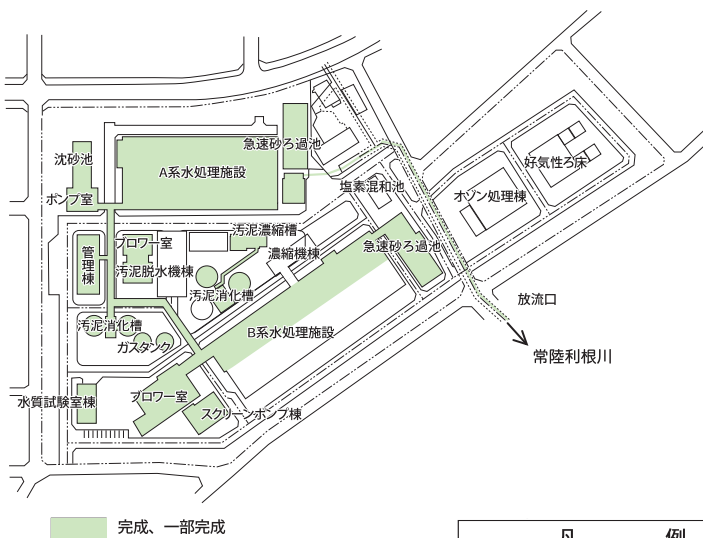 急速砂ろ過池
沈砂池
A系水処理施設
好気性ろ床
塩素混和池
オゾン処理棟
ポンプ室
汚泥濃縮槽
ブロワー室
急速砂ろ過池
管理棟
濃縮機棟
汚泥脱水機棟
汚泥消化槽
放流口
汚泥消化槽
B系水処理施設
ガスタンク
常陸利根川
ブロワー室
水質試験室棟
スクリーンポンプ棟
完成、一部完成
凡 例